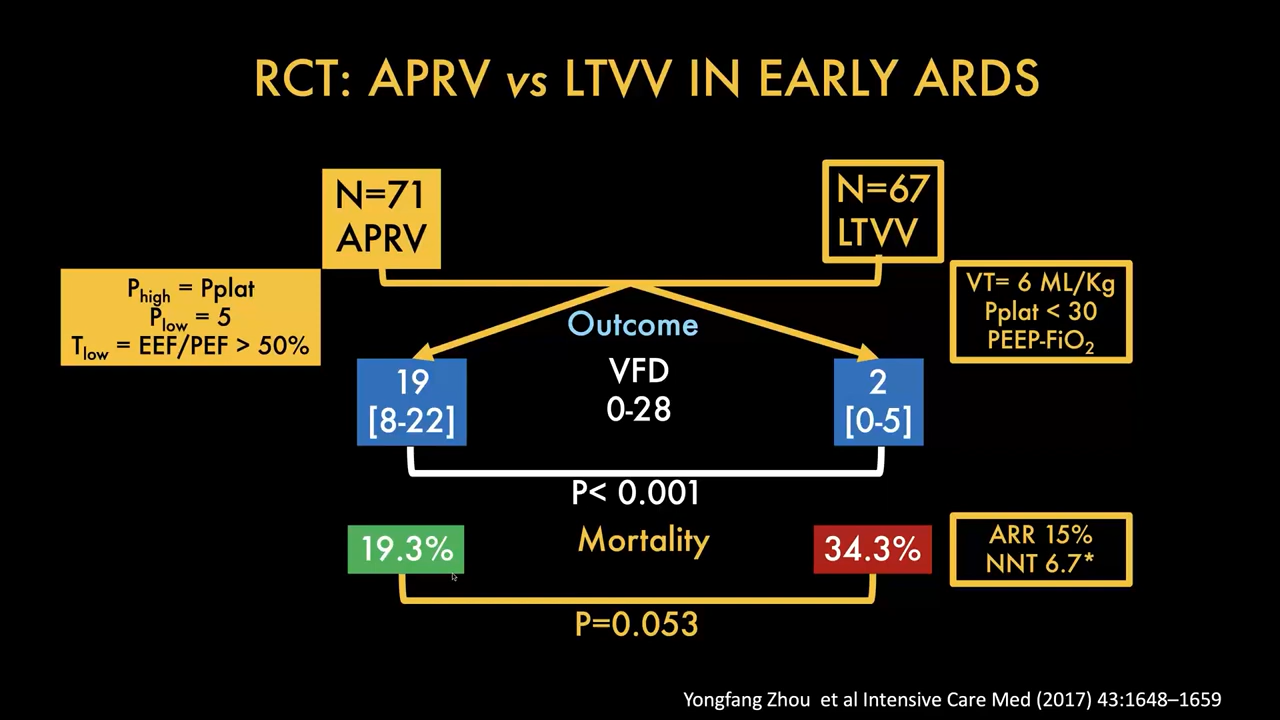 RCT: APRV vs LTVV IN EARLY ARDS
N=71
APRV
N=67
LTVV
Phigh = Pplat
Plow = 5
Tlow = EEF/PEF > 50%
VT= 6 ML/Kg
Pplat < 30
PEEP-FiO2
Outcome
VFD
0-28
19
[8-22]
2
[0-5]
P< 0.001
Mortality
19.3%
34.3%
ARR 15%
NNT 6.7*
P=0.053
Yongfang Zhou et al Intensive Care Med (2017) 43:1648–1659